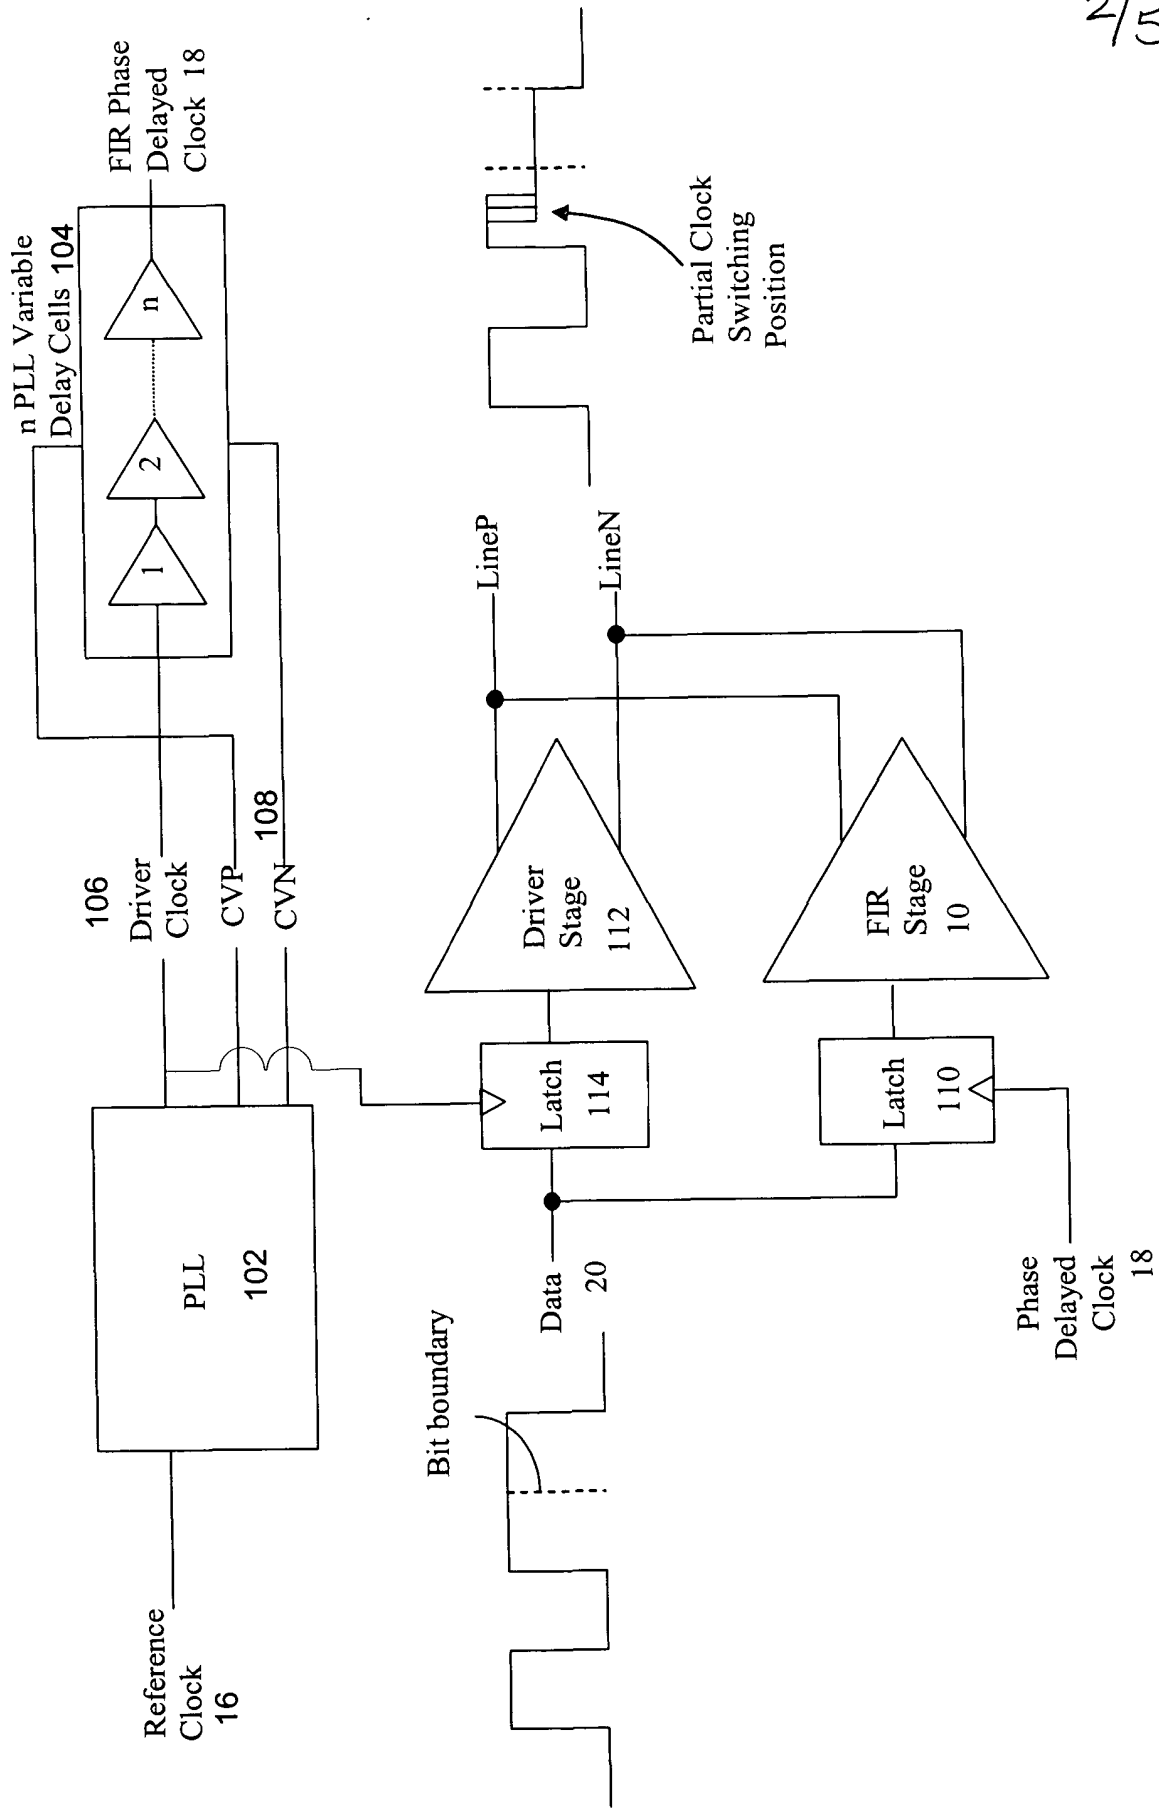 2/5
n PLL Variable
Delay Cells 104
1
2
n
FIR Phase
Delayed
Clock 18
106
Driver
Clock
CVP
108
CVN
PLL
102
Reference
Clock
16
Bit boundary
Data
20
Latch
114
Driver
Stage
112
LineP
LineN
Partial Clock
Switching
Position
Latch
110
FIR
Stage
10
Phase
Delayed
Clock
18